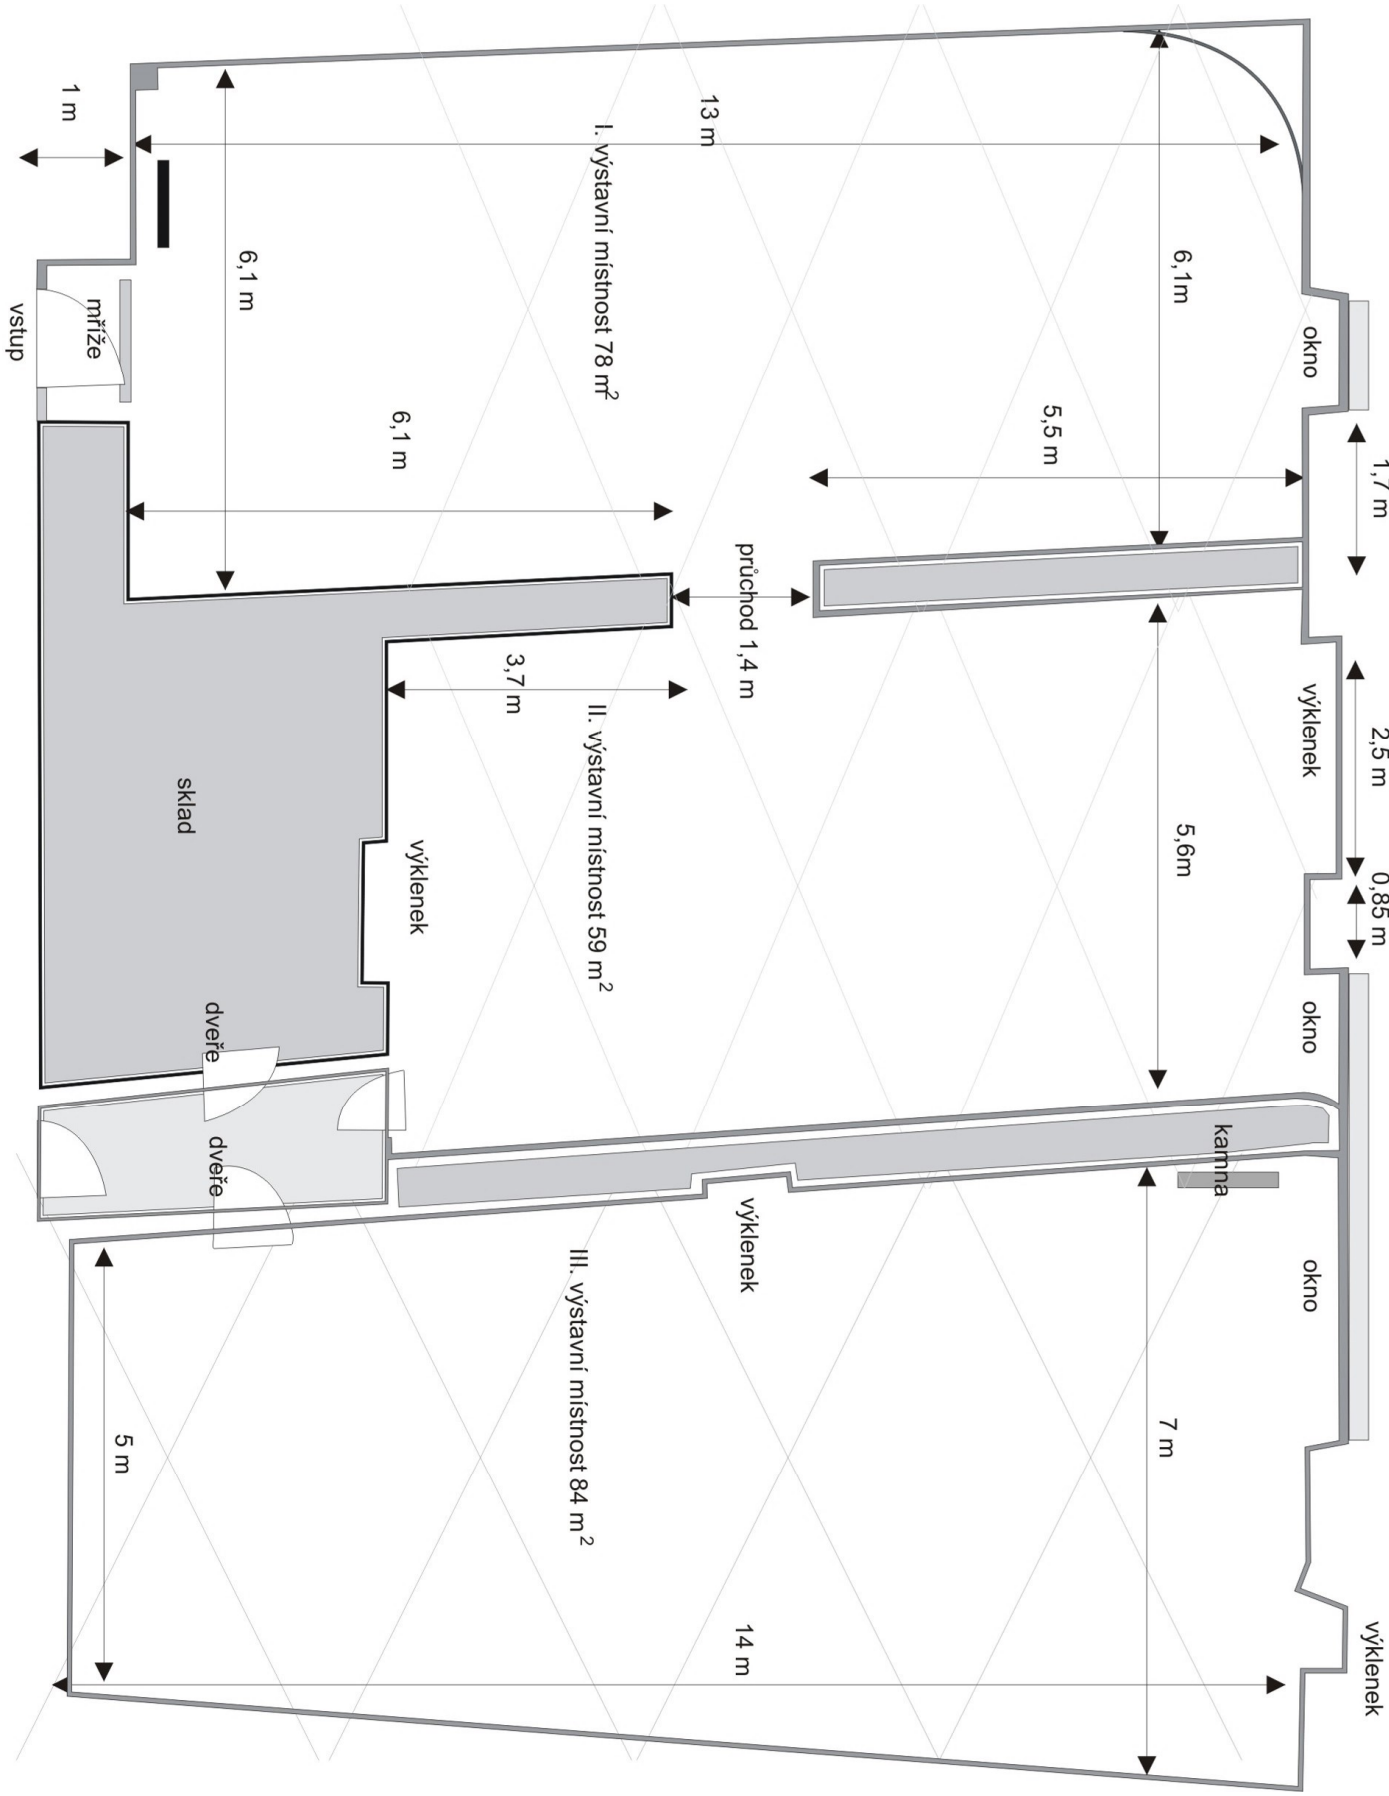 1,7 m
2,5 m
0,85 m
výklenek
okno
výklenek
okno
okno
6,1m
5,6m
kamna
7 m
5,5 m
13 m
průchod 1,4 m
výklenek
14 m
I. výstavní místnost 78 m²
II. výstavní místnost 59 m²
III. výstavní místnost 84 m²
3,7 m
6,1 m
výklenek
6,1 m
sklad
dveře
dveře
5 m
1 m
mříže
vstup